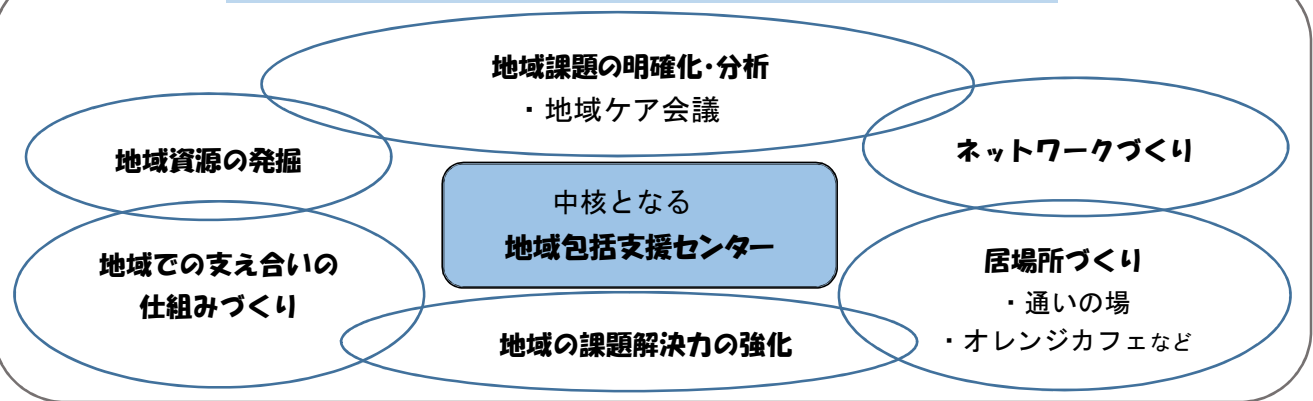 地域課題の明確化・分析
・地域ケア会議
地域資源の発掘
ネットワークづくり
中核となる
地域包括支援センター
地域での支え合いの
仕組みづくり
居場所づくり
・通いの場
・オレンジカフェなど
地域の課題解決力の強化